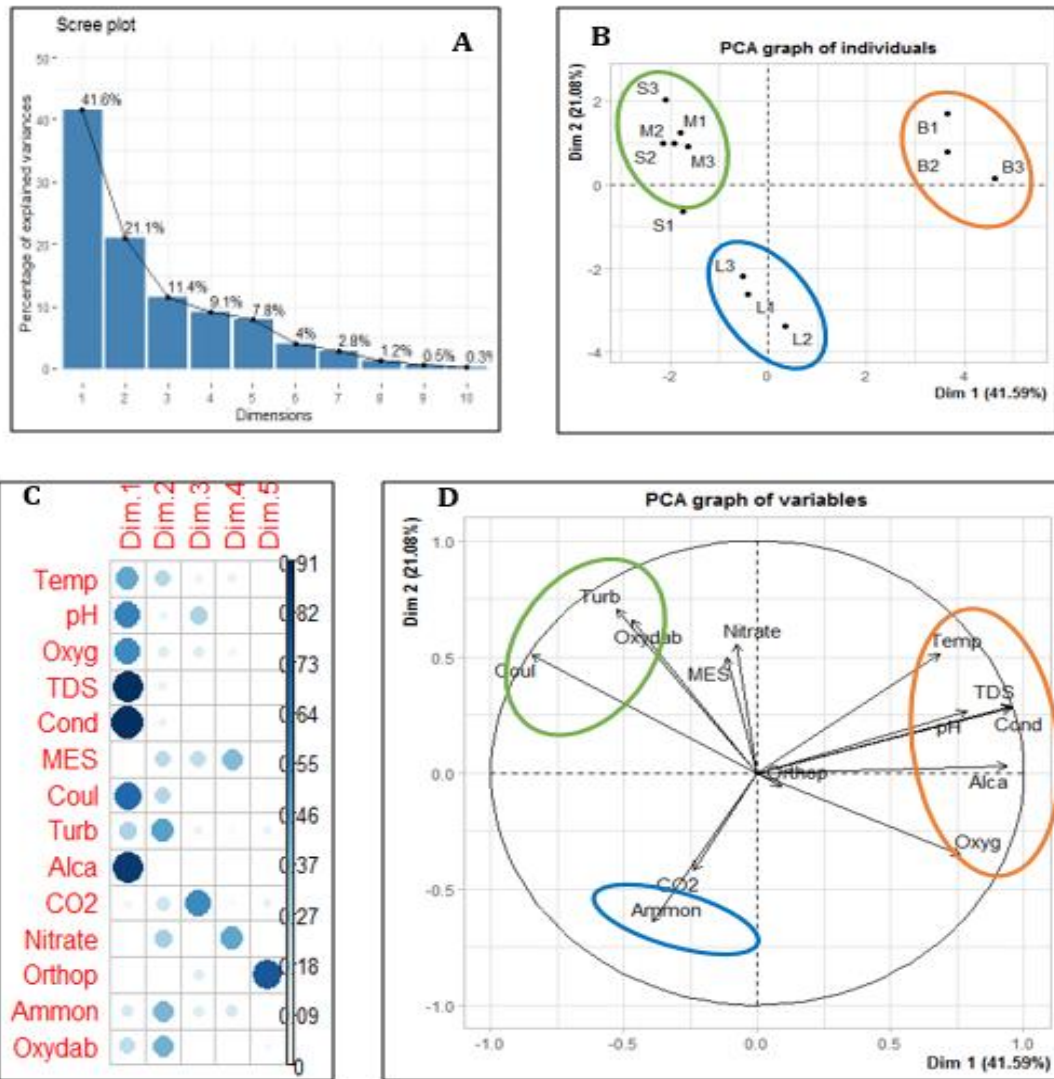 Scree plot
A
Percentage of explained variances
50
40
30
20
10
0
41.6%
21.1%
11.4%
9.1%
7.8%
4%
2.8%
1.2%
0.5%
0.3%
1 2 3 4 5 6 7 8 9 10
Dimensions
B
PCA graph of individuals
Dim 2 (21.08%)
2
0
-2
-4
S3
M1
M2
S2
M3
S1
B1
B2
B3
L3
L1
L2
-2 0 2 4
Dim 1 (41.59%)
C
Dim.1 Dim.2 Dim.3 Dim.4 Dim.5
Temp
pH
Oxyg
TDS
Cond
MES
Coul
Turb
Alca
CO2
Nitrate
Orthop
Ammon
Oxydab
0.91
0.82
0.73
0.64
0.55
0.46
0.37
0.27
0.18
0.09
0
D
PCA graph of variables
Dim 2 (21.08%)
1.0
0.5
0.0
-0.5
-1.0
Turb
Oxydab
Nitrate
Coul
MES
Temp
TDS
Cond
pH
Orthop
Alca
Oxyg
CO2
Ammon
-1.0 -0.5 0.0 0.5 1.0
Dim 1 (41.59%)